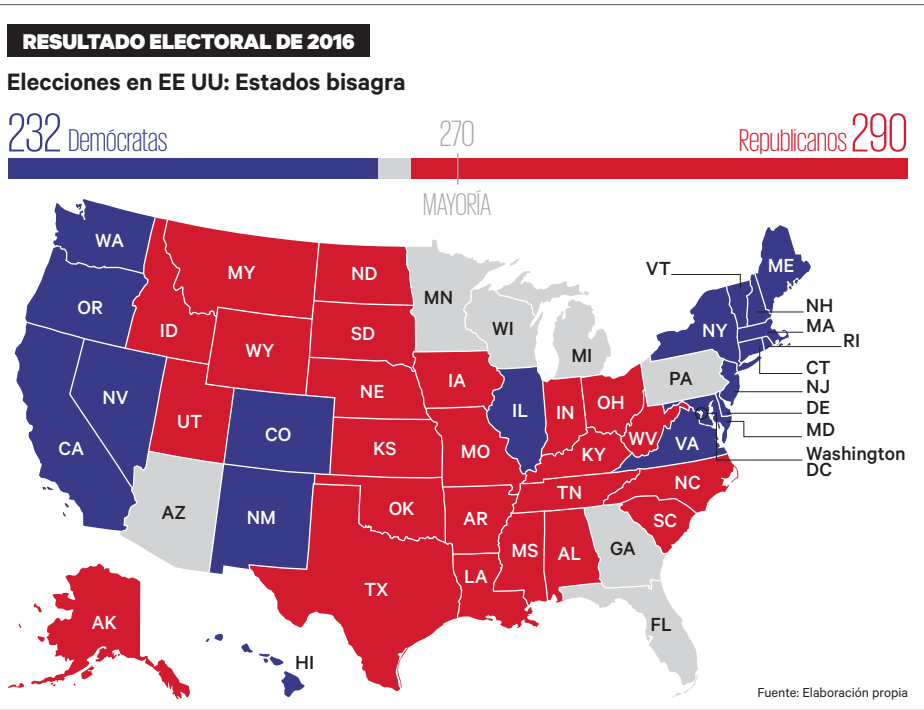 RESULTADO ELECTORAL DE 2016
Elecciones en EE UU: Estados bisagra
232 Demócratas
270
Republicanos 290
MAYORÍA
WA
MY
ND
MN
VT
ME
OR
ID
SD
WI
NY
NH
MA
RI
WY
MI
CT
NV
UT
NE
IA
PA
NJ
CO
IL
IN
OH
DE
CA
KS
MO
KY
WV
VA
MD
Washington
DC
AZ
NM
OK
AR
TN
NC
SC
TX
LA
MS
AL
GA
AK
HI
FL
Fuente: Elaboración propia